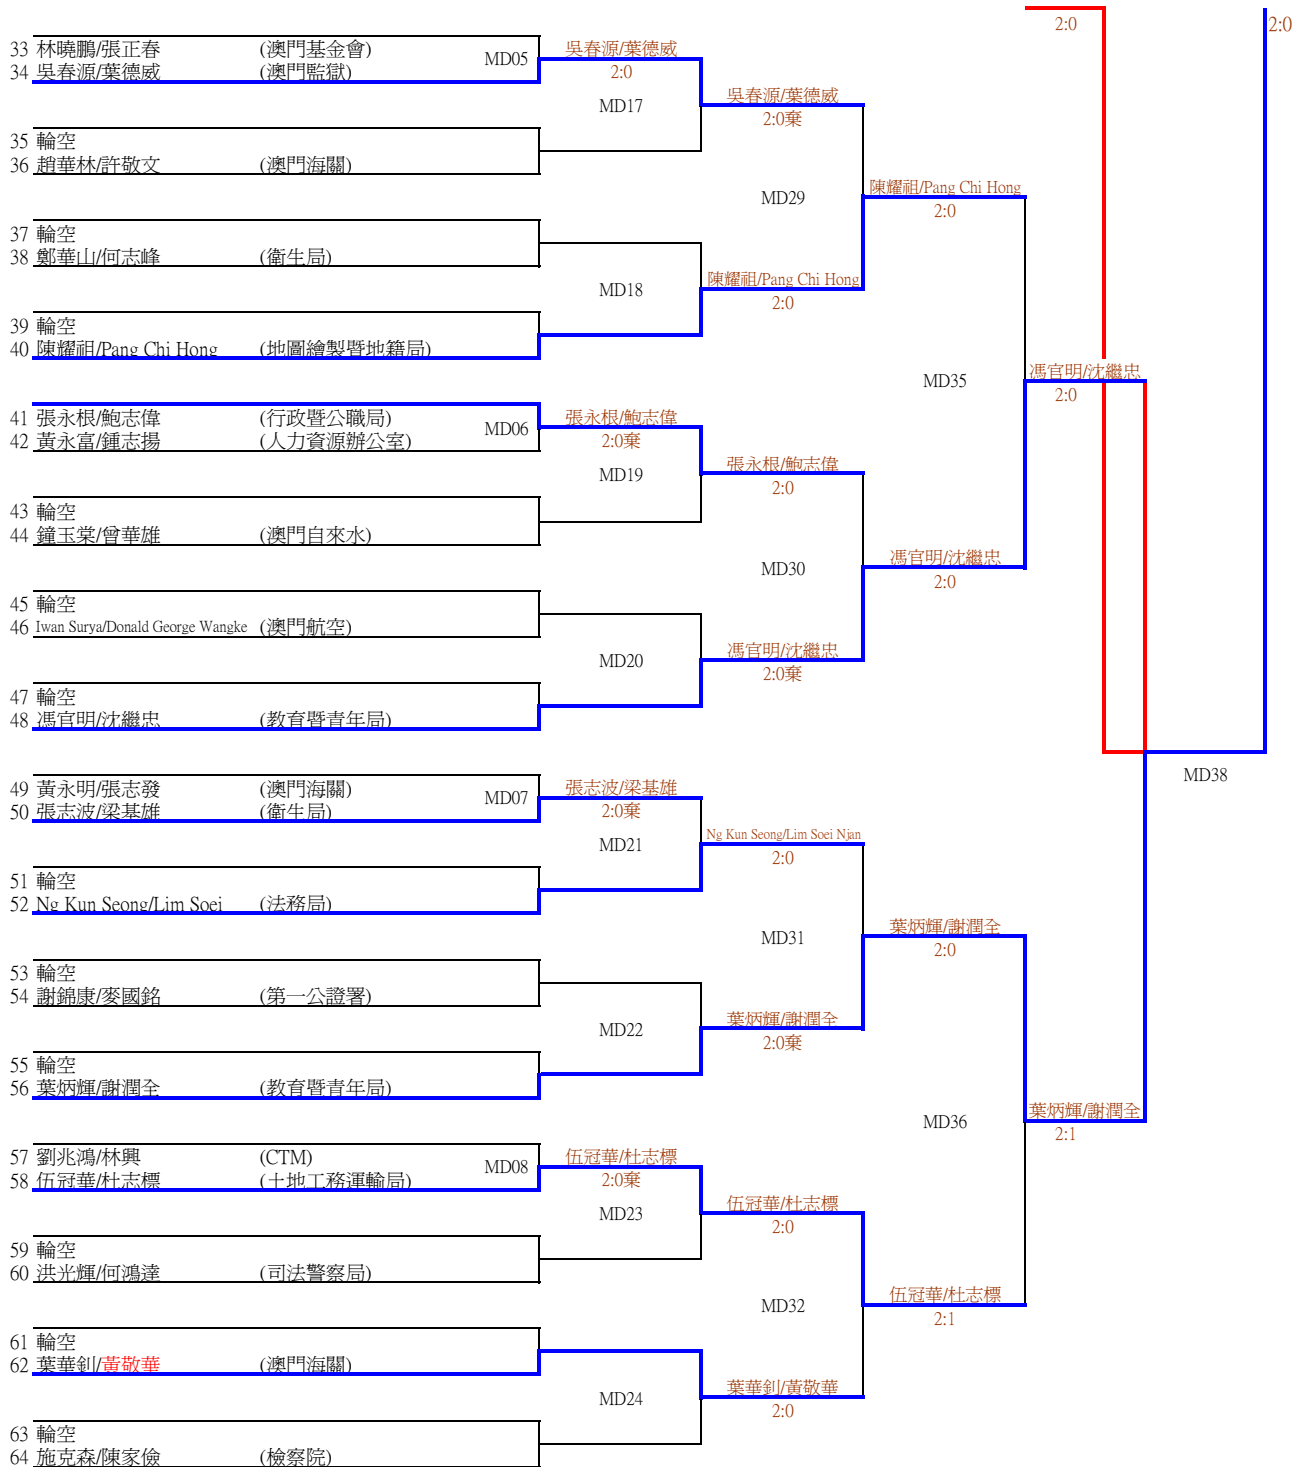 2:0
2:0
33 林曉鵬/張正春 (澳門基金會)
34 吳春源/葉德威 (澳門監獄)
MD05
吳春源/葉德威
2:0
MD17
吳春源/葉德威
2:0棄
35 輪空
36 趙華林/許敬文 (澳門海關)
MD29
陳耀祖/Pang Chi Hong
2:0
37 輪空
38 鄭華山/何志峰 (衛生局)
MD18
陳耀祖/Pang Chi Hong
2:0
39 輪空
40 陳耀祖/Pang Chi Hong (地圖繪製暨地籍局)
MD35
馮官明/沈繼忠
2:0
41 張永根/鮑志偉 (行政暨公職局)
42 黃永富/鍾志揚 (人力資源辦公室)
MD06
張永根/鮑志偉
2:0棄
MD19
張永根/鮑志偉
2:0
43 輪空
44 鐘玉棠/曾華雄 (澳門自來水)
MD30
馮官明/沈繼忠
2:0
45 輪空
46 Iwan Surya/Donald George Wangke (澳門航空)
MD20
馮官明/沈繼忠
2:0棄
47 輪空
48 馮官明/沈繼忠 (教育暨青年局)
MD38
49 黃永明/張志發 (澳門海關)
50 張志波/梁基雄 (衛生局)
MD07
張志波/梁基雄
2:0棄
MD21
Ng Kun Seong/Lim Soei Njan
2:0
51 輪空
52 Ng Kun Seong/Lim Soei (法務局)
MD31
葉炳輝/謝潤全
2:0
53 輪空
54 謝錦康/麥國銘 (第一公證署)
MD22
葉炳輝/謝潤全
2:0棄
55 輪空
56 葉炳輝/謝潤全 (教育暨青年局)
MD36
葉炳輝/謝潤全
2:1
57 劉兆鴻/林興 (CTM)
58 伍冠華/杜志標 (土地工務運輸局)
MD08
伍冠華/杜志標
2:0棄
MD23
伍冠華/杜志標
2:0
59 輪空
60 洪光輝/何鴻達 (司法警察局)
MD32
伍冠華/杜志標
2:1
61 輪空
62 葉華釗/黃敬華 (澳門海關)
MD24
葉華釗/黃敬華
2:0
63 輪空
64 施克森/陳家儉 (檢察院)